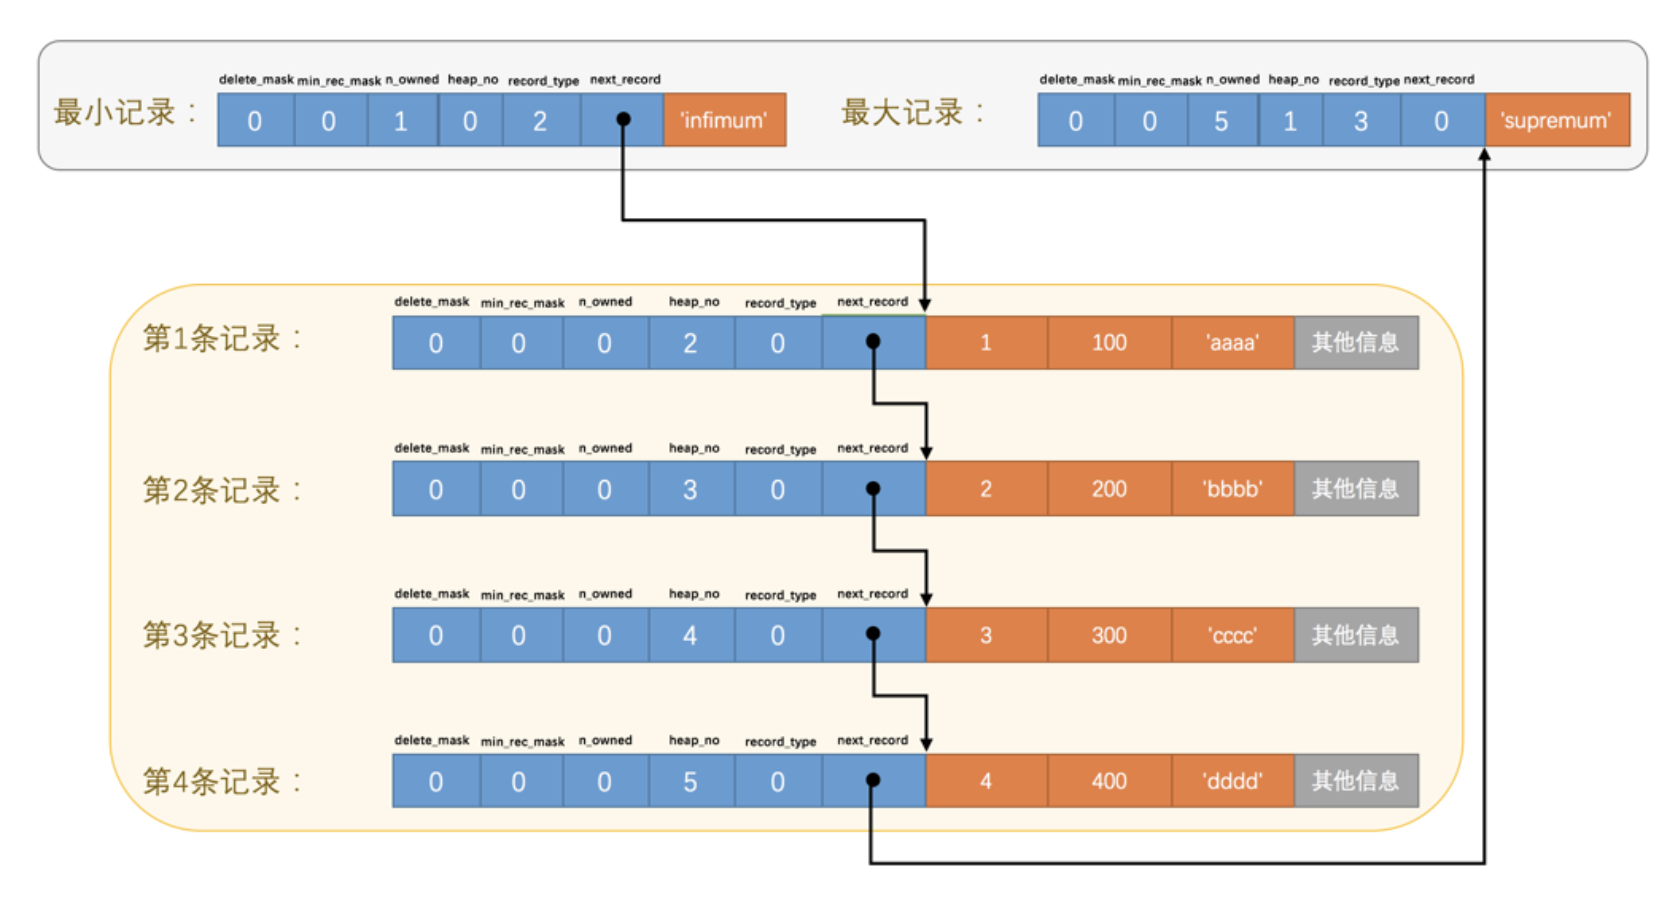 delete_mask min_rec_mask n_owned heap_no record_type next_record
最小记录： 0 0 1 0 2 'infimum'
delete_mask min_rec_mask n_owned heap_no record_type next_record
最大记录： 0 0 5 1 3 0 'supremum'
delete_mask min_rec_mask n_owned heap_no record_type next_record
第1条记录： 0 0 0 2 0 1 100 'aaaa' 其他信息
delete_mask min_rec_mask n_owned heap_no record_type next_record
第2条记录： 0 0 0 3 0 2 200 'bbbb' 其他信息
delete_mask min_rec_mask n_owned heap_no record_type next_record
第3条记录： 0 0 0 4 0 3 300 'cccc' 其他信息
delete_mask min_rec_mask n_owned heap_no record_type next_record
第4条记录： 0 0 0 5 0 4 400 'dddd' 其他信息